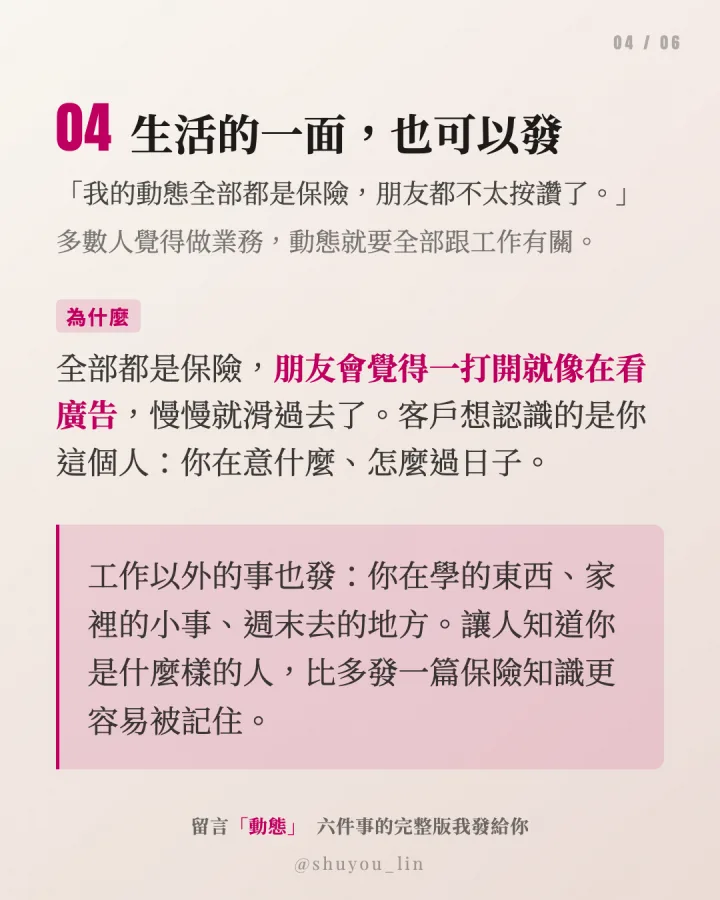 04 / 06
04 生活的一面，也可以發
「我的動態全部都是保險，朋友都不太按讚了。」
多數人覺得做業務，動態就要全部跟工作有關。
為什麼
全部都是保險，朋友會覺得一打開就像在看
廣告，慢慢就滑過去了。客戶想認識的是你
這個人：你在意什麼、怎麼過日子。
工作以外的事也發：你在學的東西、家
裡的小事、週末去的地方。讓人知道你
是什麼樣的人，比多發一篇保險知識更
容易被記住。
留言「動態」 六件事的完整版我發給你
@shuyou_lin